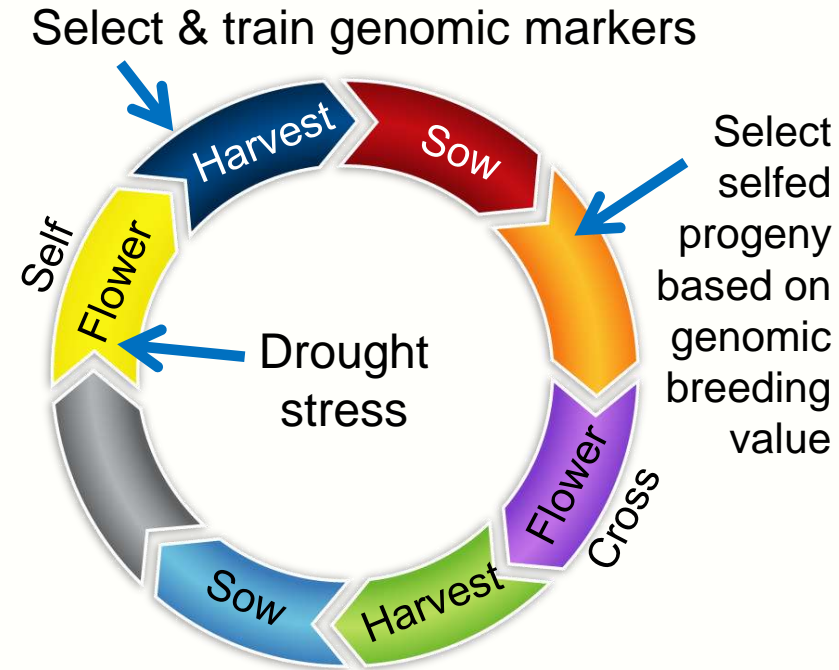 Select & train genomic markers
Harvest
Sow
Select
selfed
progeny
based on
genomic
breeding
value
Self
Flower
Drought
stress
Flower
Cross
Sow
Harvest